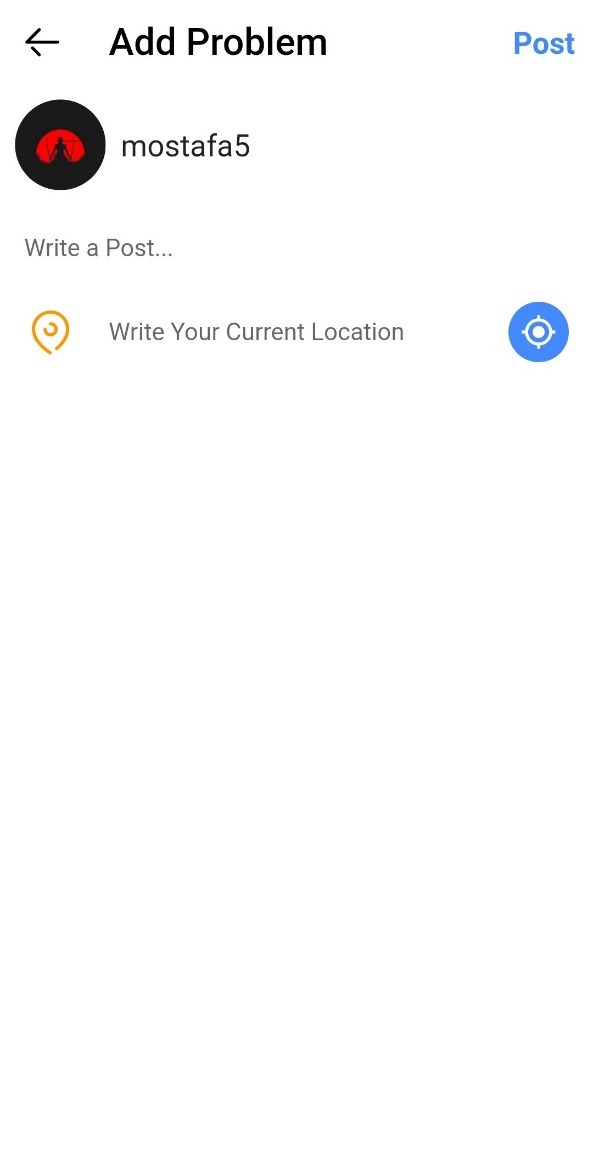 Add Problem
Post
mostafa5
Write a Post...
Write Your Current Location